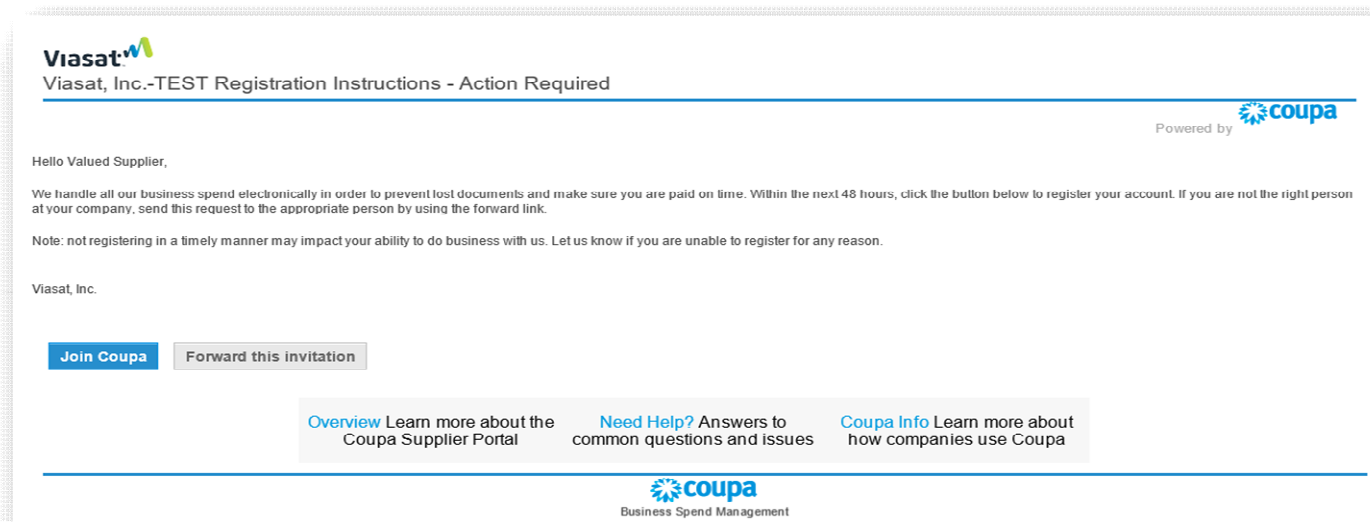 Viasat
Viasat, Inc.-TEST Registration Instructions - Action Required
Powered by coupa
Hello Valued Supplier,
We handle all our business spend electronically in order to prevent lost documents and make sure you are paid on time. Within the next 48 hours, click the button below to register your account. If you are not the right person
at your company, send this request to the appropriate person by using the forward link.
Note: not registering in a timely manner may impact your ability to do business with us. Let us know if you are unable to register for any reason.
Viasat, Inc.
Join Coupa Forward this invitation
Overview Learn more about the
Coupa Supplier Portal
Need Help? Answers to
common questions and issues
Coupa Info Learn more about
how companies use Coupa
coupa
Business Spend Management